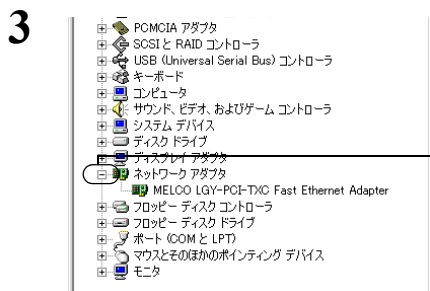 3
PCMCIA アダプタ
SCSI と RAID コントローラ
USB (Universal Serial Bus) コントローラ
キーボード
コンピュータ
サウンド、ビデオ、およびゲーム コントローラ
システム デバイス
ディスク ドライブ
ディスプレイ アダプタ
ネットワーク アダプタ
MELCO LGY-PCI-TXC Fast Ethernet Adapter
フロッピー ディスク コントローラ
フロッピー ディスク ドライブ
ポート (COM と LPT)
マウスとそのほかのポインティング デバイス
モニタ